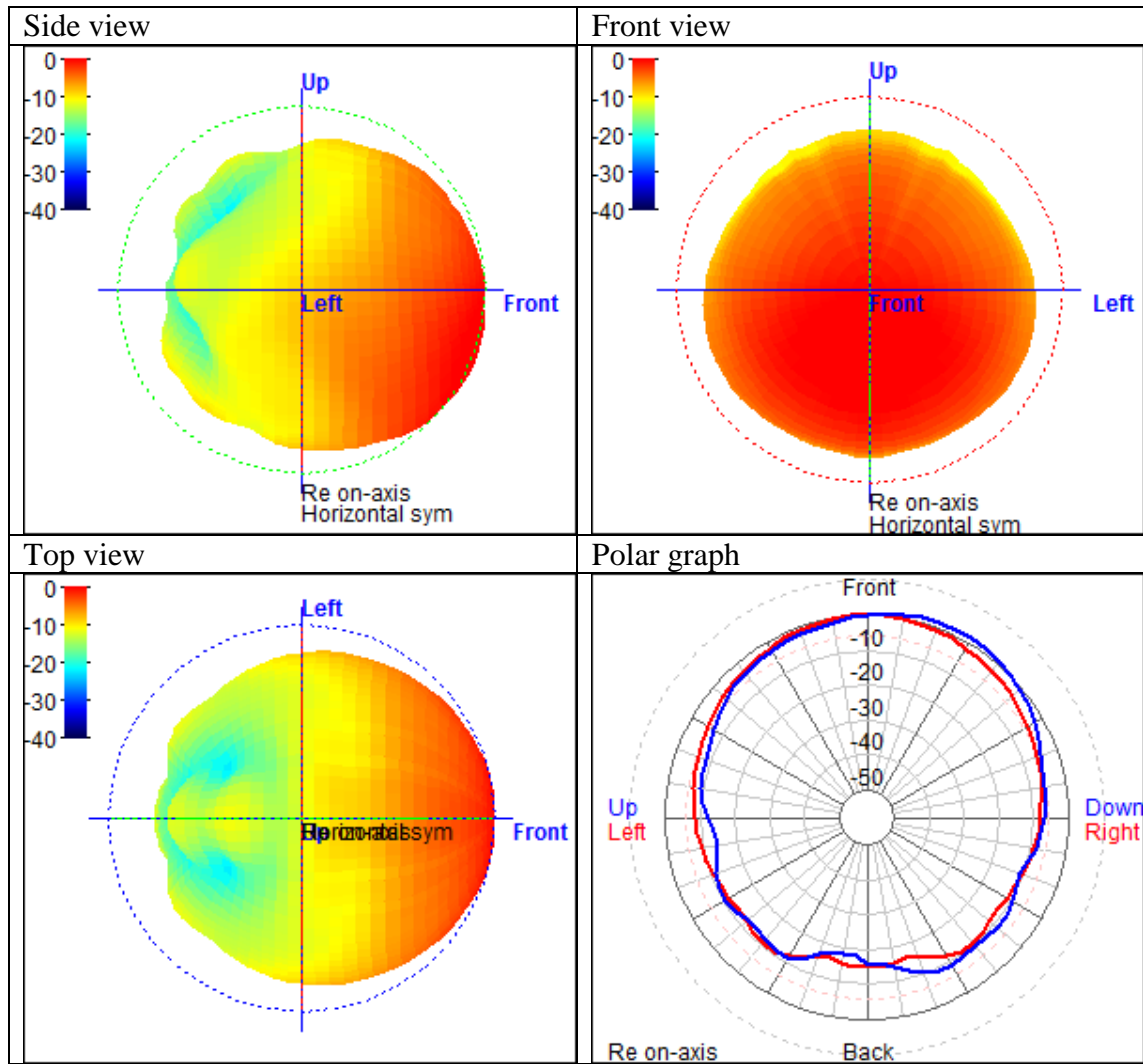 Side view
0
-10
-20
-30
-40
Up
Left
Front
Re on-axis
Horizontal sym
Front view
0
-10
-20
-30
-40
Up
Front
Left
Re on-axis
Horizontal sym
Top view
0
-10
-20
-30
-40
Left
Up
Front
Polar graph
Front
-10
-20
-30
-40
-50
Up
Left
Down
Right
Re on-axis
Back